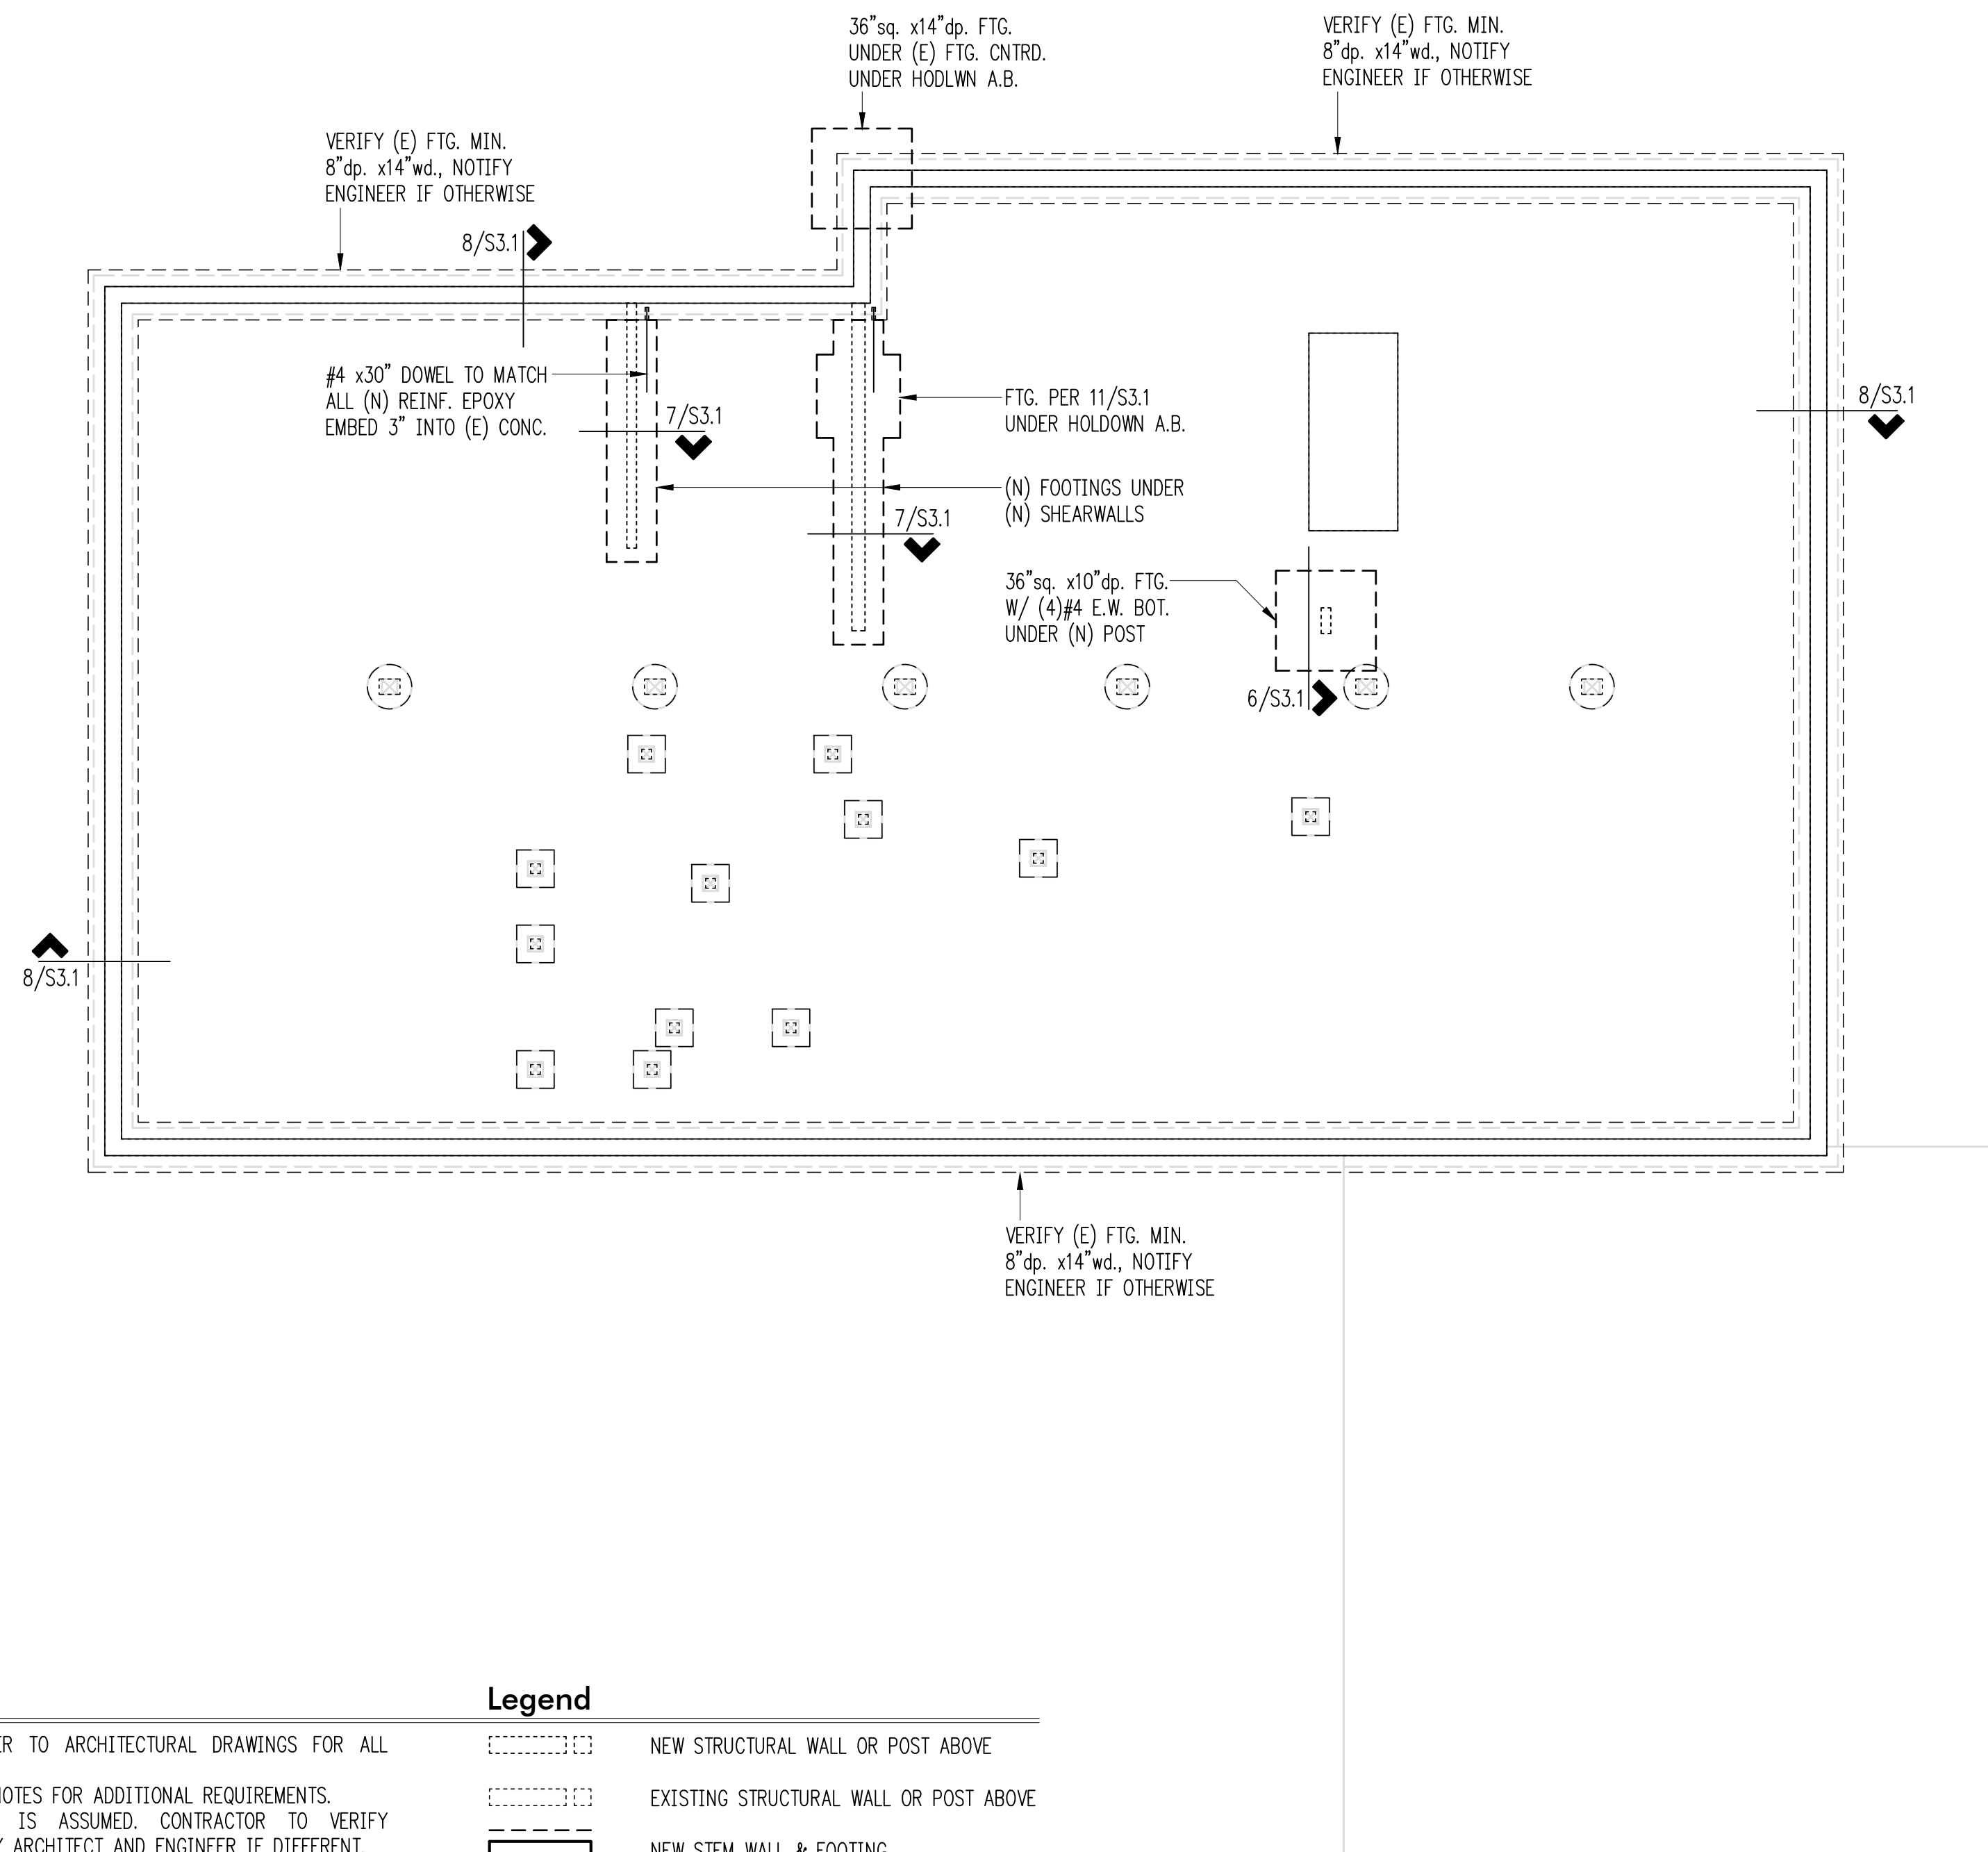 36”sq. x14”dp. FTG.
UNDER (E) FTG. CNTRD.
UNDER HODLWN A.B.
VERIFY (E) FTG. MIN.
8”dp. x14”wd., NOTIFY
ENGINEER IF OTHERWISE
VERIFY (E) FTG. MIN.
8”dp. x14”wd., NOTIFY
ENGINEER IF OTHERWISE
8/S3.1
#4 x30” DOWEL TO MATCH
ALL (N) REINF. EPOXY
EMBED 3” INTO (E) CONC.
7/S3.1
FTG. PER 11/S3.1
UNDER HOLDOWN A.B.
8/S3.1
(N) FOOTINGS UNDER
(N) SHEARWALLS
7/S3.1
36”sq. x10”dp. FTG.
W/ (4)#4 E.W. BOT.
UNDER (N) POST
6/S3.1
8/S3.1
VERIFY (E) FTG. MIN.
8”dp. x14”wd., NOTIFY
ENGINEER IF OTHERWISE
TO ARCHITECTURAL DRAWINGS FOR ALL
NOTES FOR ADDITIONAL REQUIREMENTS.
IS ASSUMED. CONTRACTOR TO VERIFY
ARCHITECT AND ENGINEER IF DIFFERENT.
Legend
NEW STRUCTURAL WALL OR POST ABOVE
EXISTING STRUCTURAL WALL OR POST ABOVE
NEW STEM WALL & FOOTING